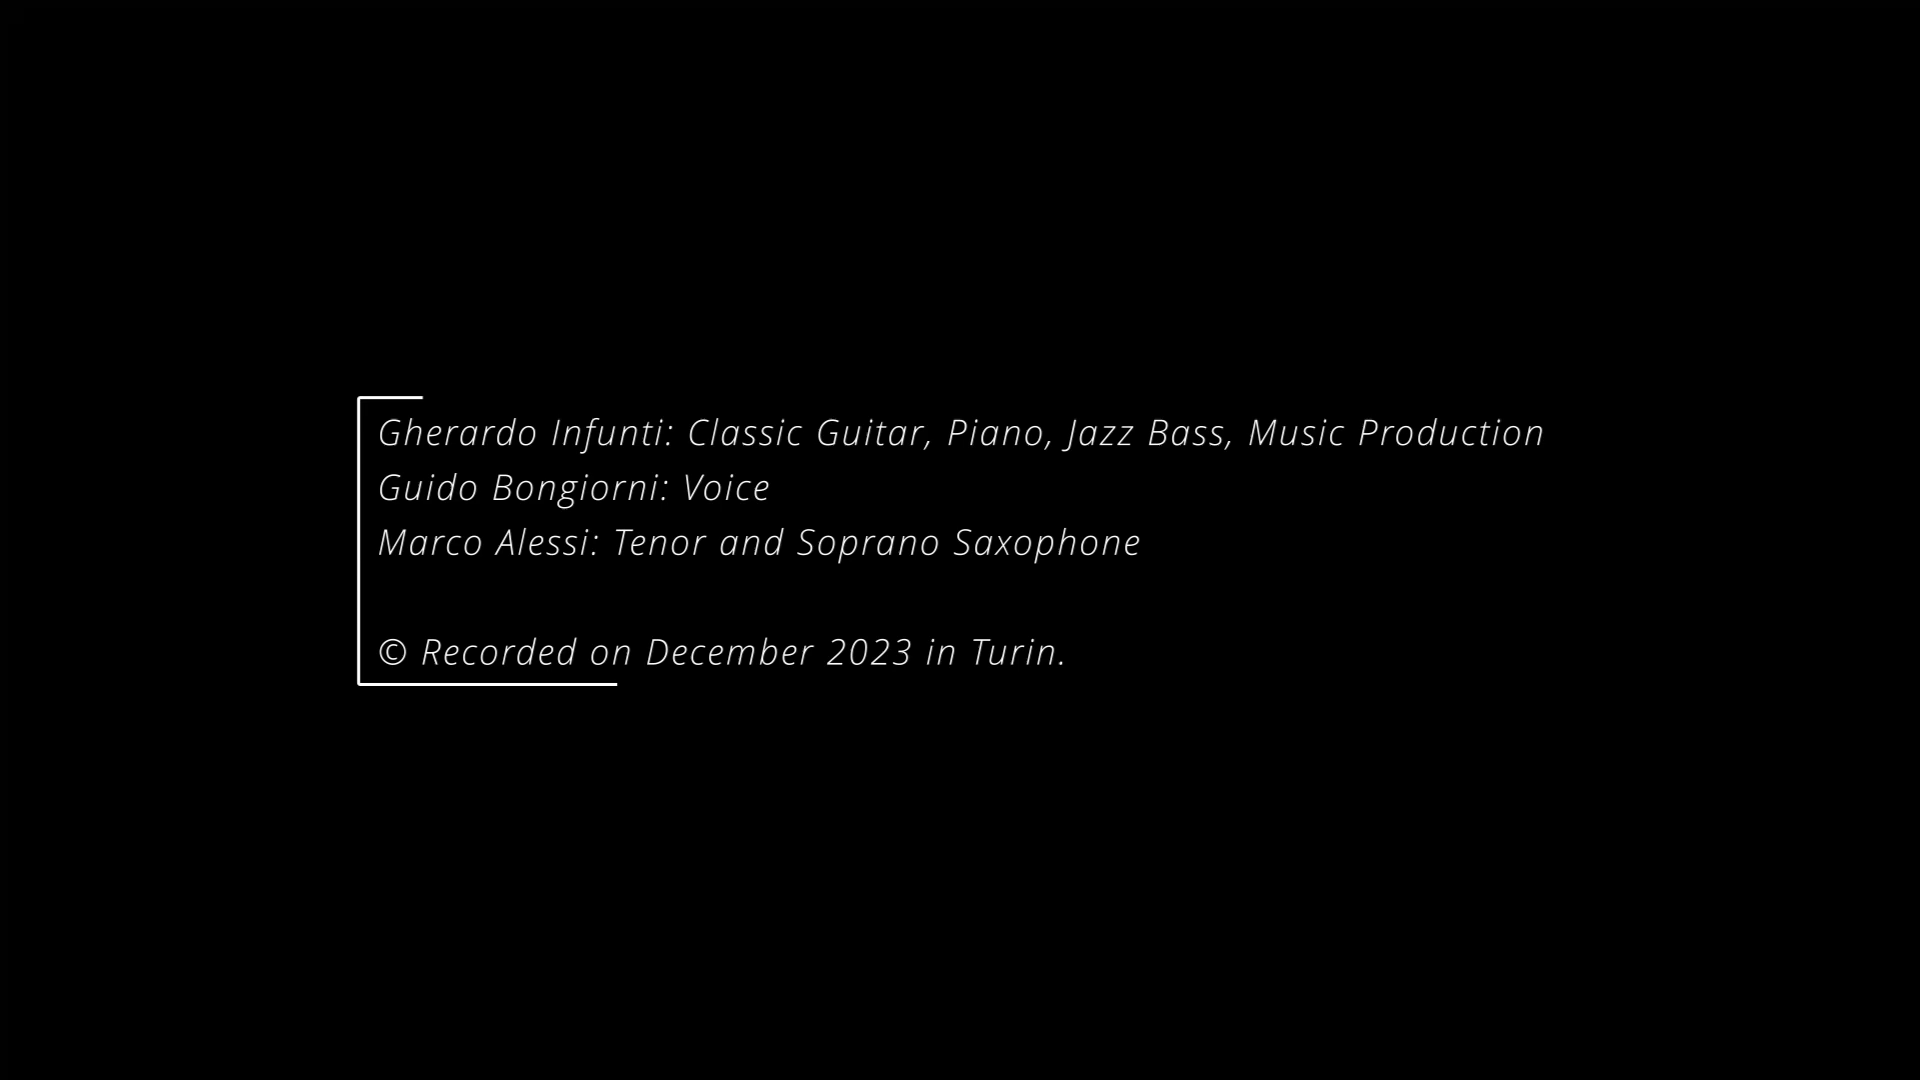 Gherardo Infunti: Classic Guitar, Piano, Jazz Bass, Music Production
Guido Bongiorni: Voice
Marco Alessi: Tenor and Soprano Saxophone
© Recorded on December 2023 in Turin.